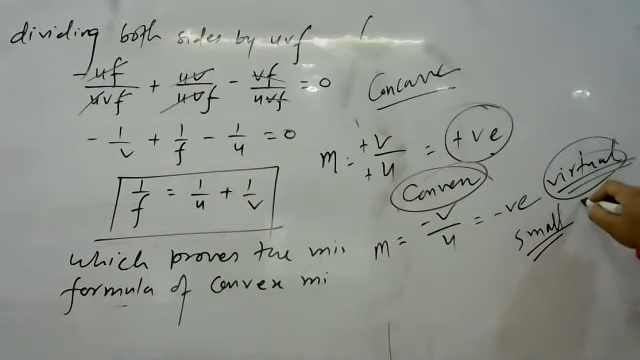 dividing both sides by uvf
- uf/uvf + uv/uvf - vf/uvf = 0
- 1/v + 1/f - 1/u = 0
1/f = 1/u + 1/v
which proves the mir
formula of convex mi
Concave
m = +v/+u = +ve
Convex
m = -v/u = -ve
virtual
small